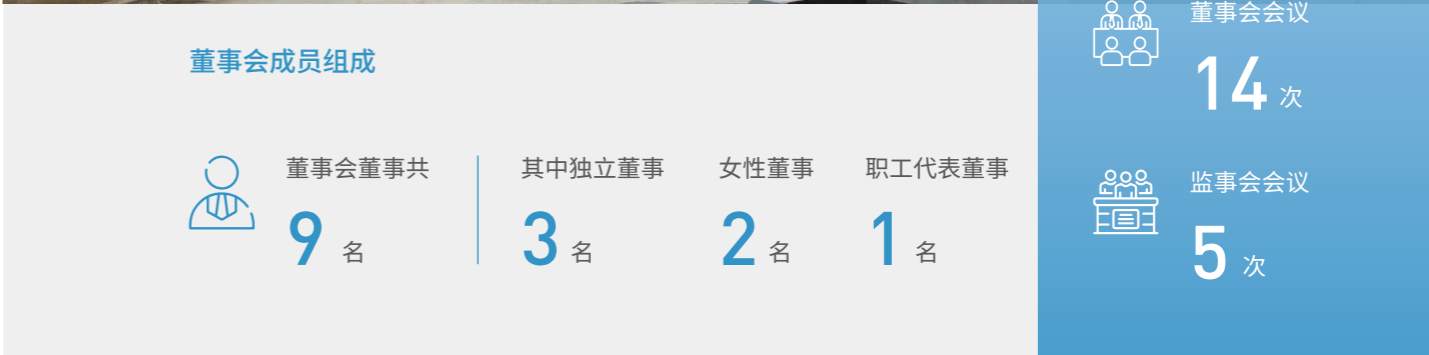 董事会成员组成
董事会董事共
9 名
其中独立董事
3 名
女性董事
2 名
职工代表董事
1 名
董事会会议
14 次
监事会会议
5 次